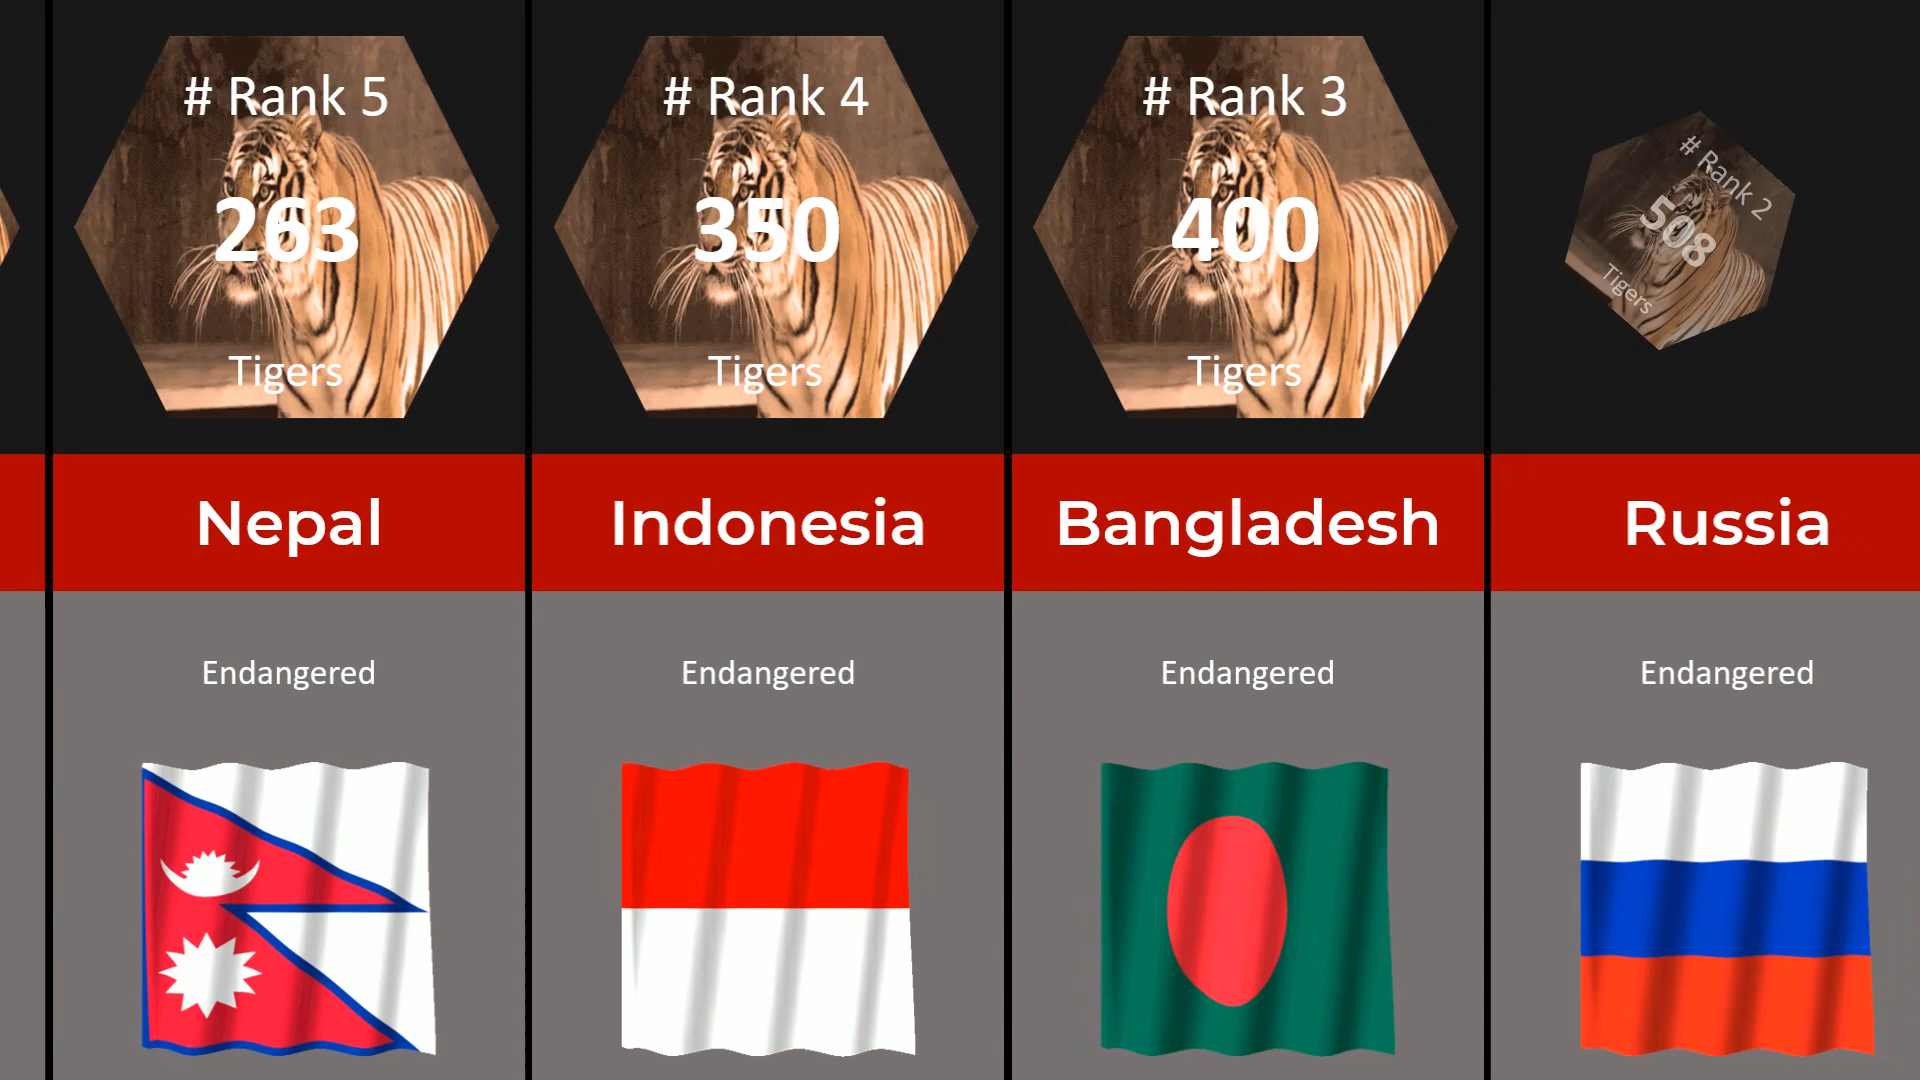 # Rank 5
263
Tigers
Nepal
Endangered
# Rank 4
350
Tigers
Indonesia
Endangered
# Rank 3
400
Tigers
Bangladesh
Endangered
# Rank 2
508
Tigers
Russia
Endangered